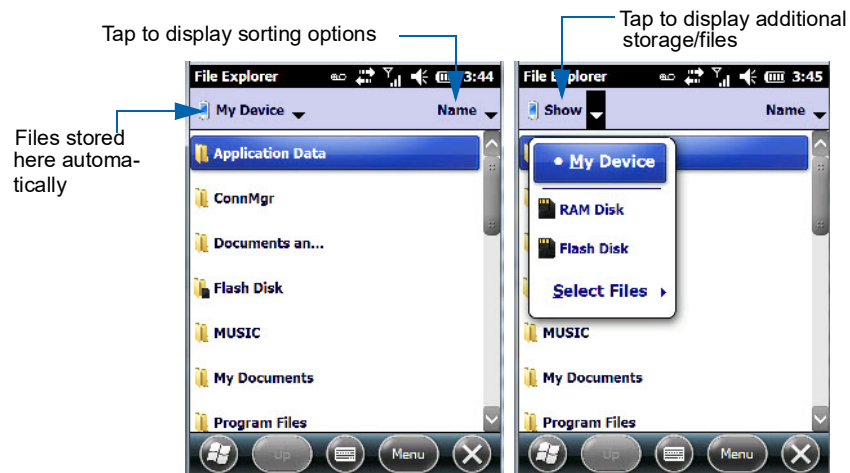 Tap to display sorting options
Tap to display additional
storage/files
Files stored
here automa-
tically
File Explorer 3:44
My Device Name
Application Data
ConnMgr
Documents an...
Flash Disk
MUSIC
My Documents
Program Files
Up Menu
File Explorer 3:45
Show Name
My Device
RAM Disk
Flash Disk
Select Files
MUSIC
My Documents
Program Files
Up Menu